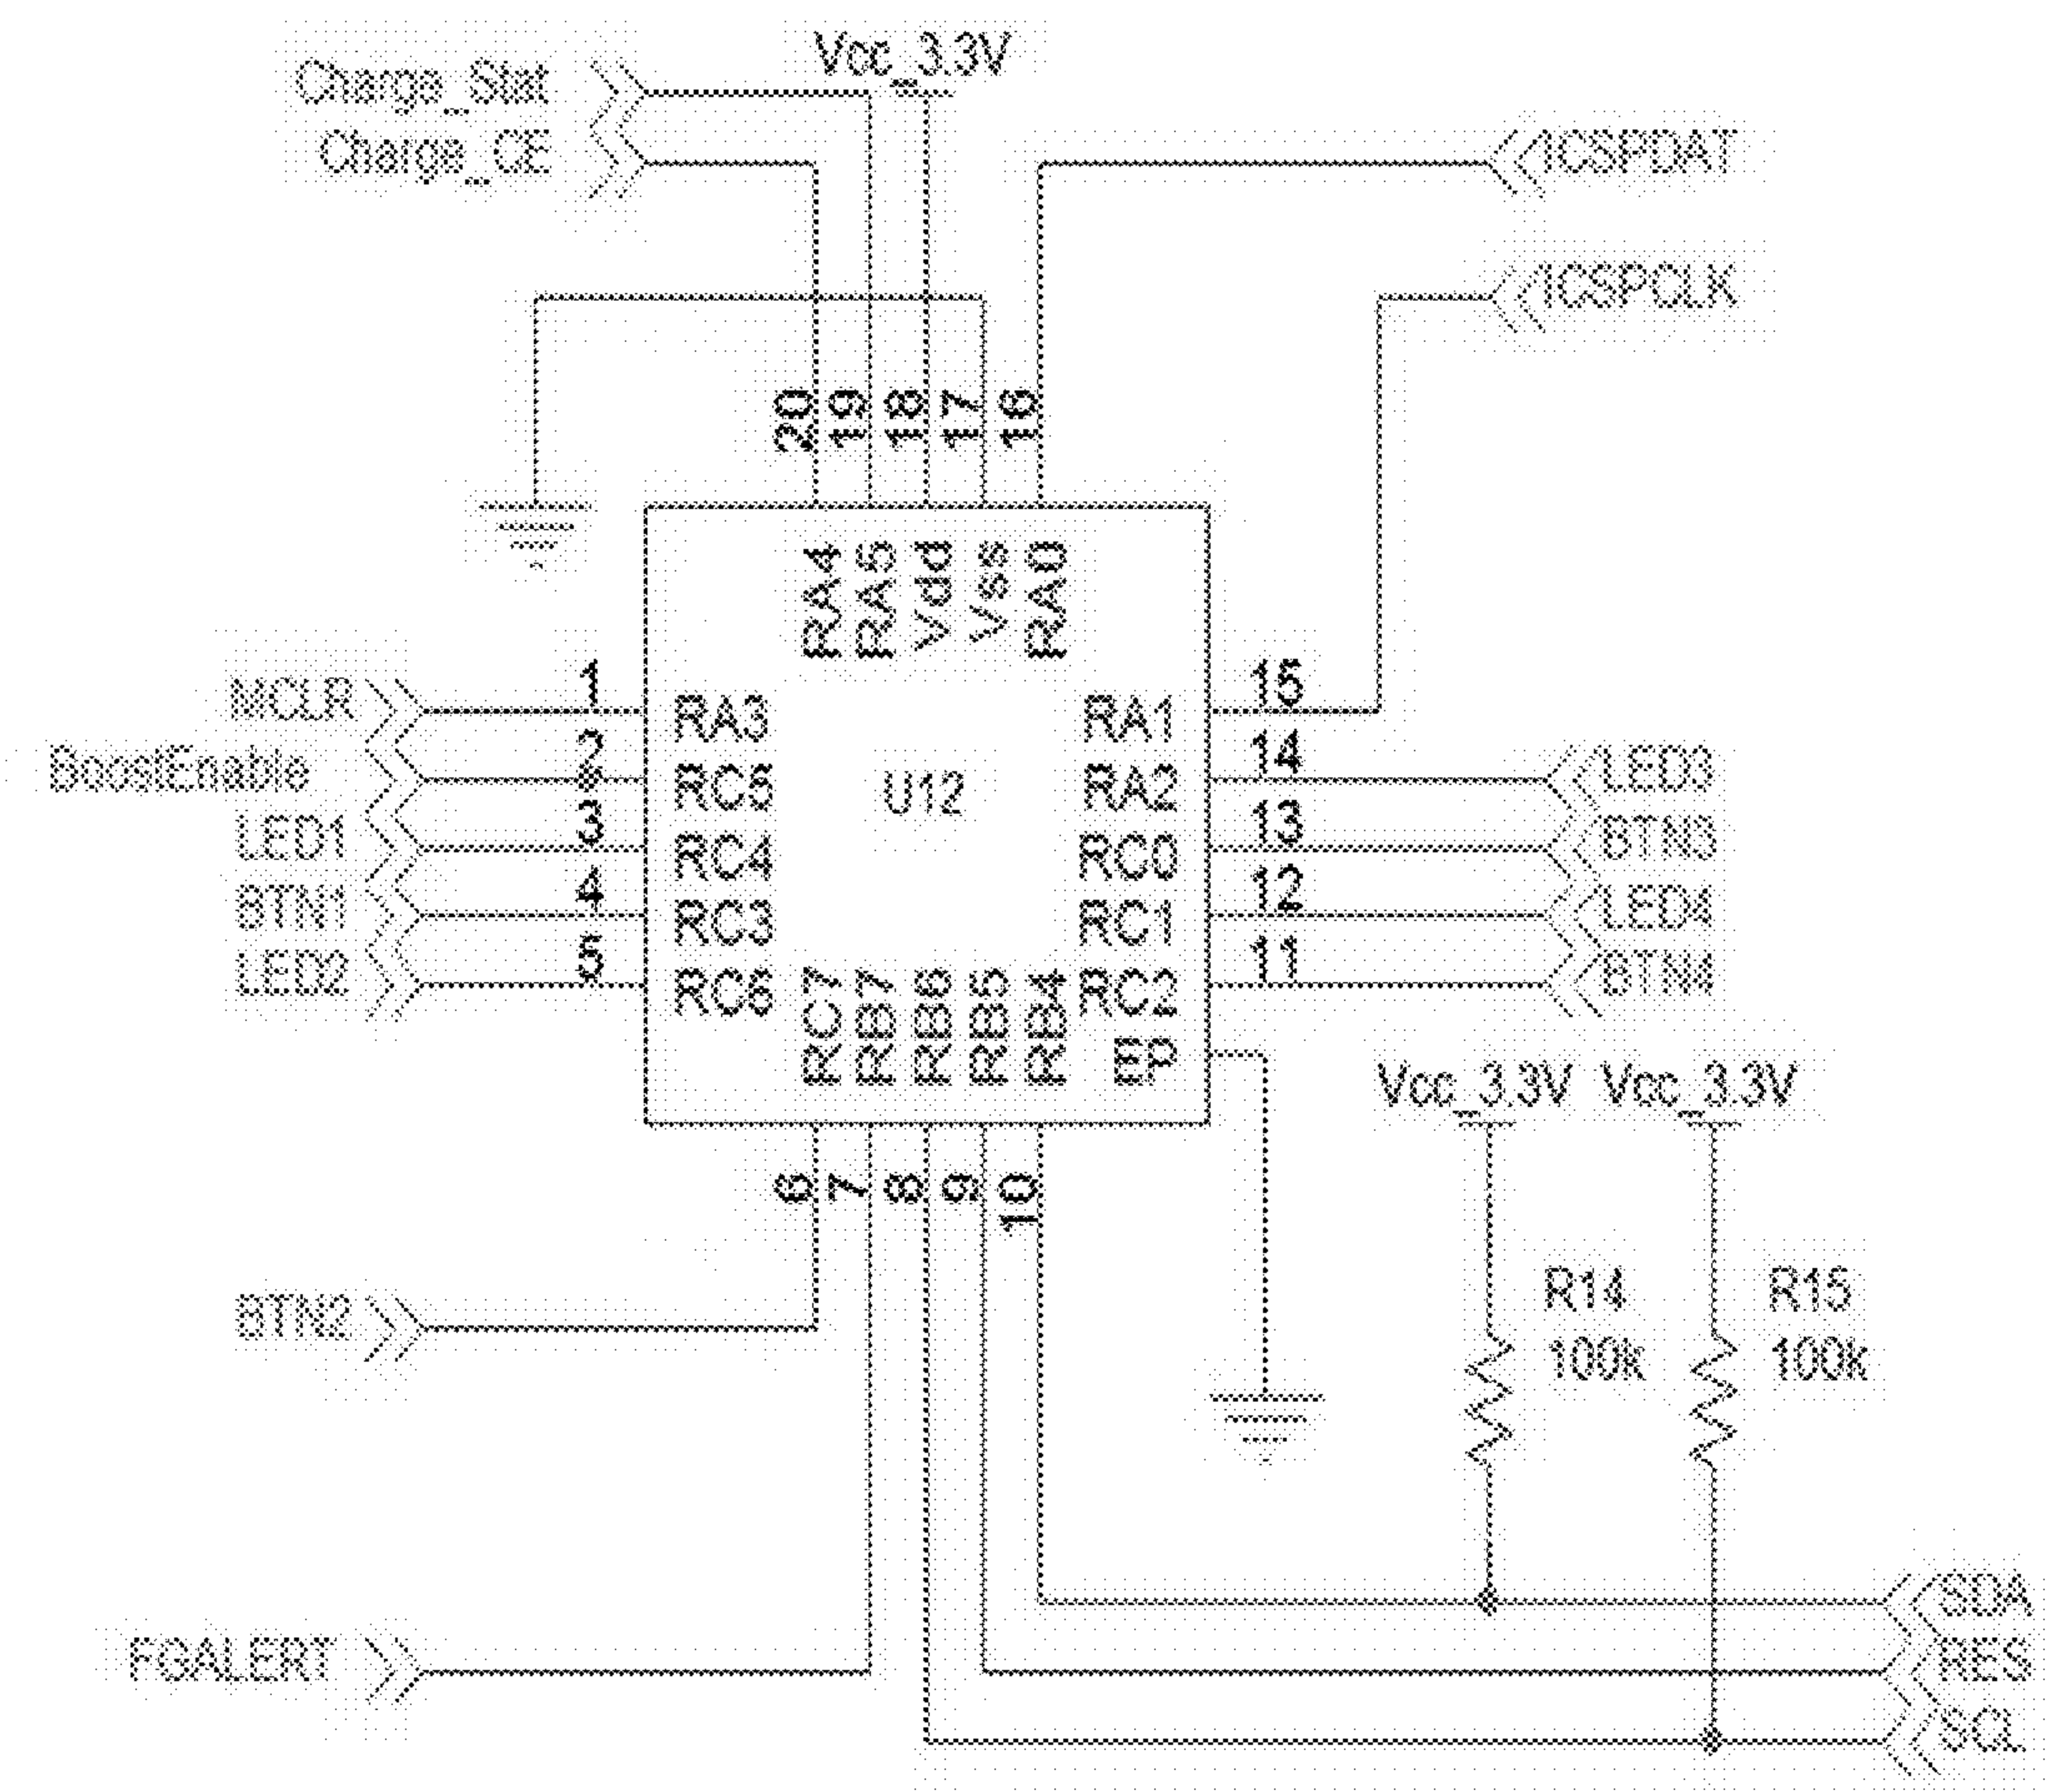 Vcc_3.3V
Charge_Stat
Charge_CE
ICSPDAT
ICSPCLK
20 19 18 17 16
RA4 RA5 Vdd Vss RA0
MCLR 1 RA3 RA1 15
BoostEnable 2 RC5 U12 RA2 14 LED3
LED1 3 RC4 RC0 13 BTN3
BTN1 4 RC3 RC1 12 LED4
LED2 5 RC6 RC2 11 BTN4
RC7 RB7 RB6 RB5 RB4 EP
Vcc_3.3V Vcc_3.3V
6 7 8 9 10
BTN2
R14 R15
100k 100k
SDA
FGALERT RES
SCL